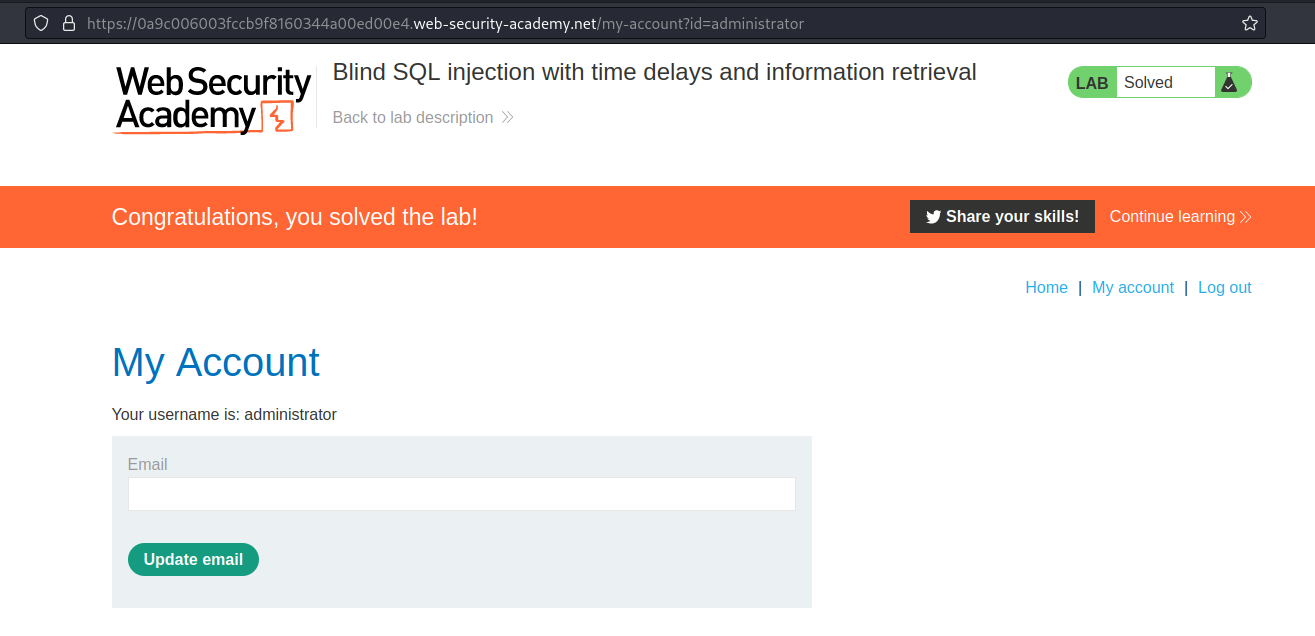 https://0a9c006003fccb9f8160344a00ed00e4.web-security-academy.net/my-account?id=administrator
Web Security
Academy
Blind SQL injection with time delays and information retrieval
Back to lab description
LAB Solved
Congratulations, you solved the lab!
Share your skills!
Continue learning
Home | My account | Log out
My Account
Your username is: administrator
Email
Update email